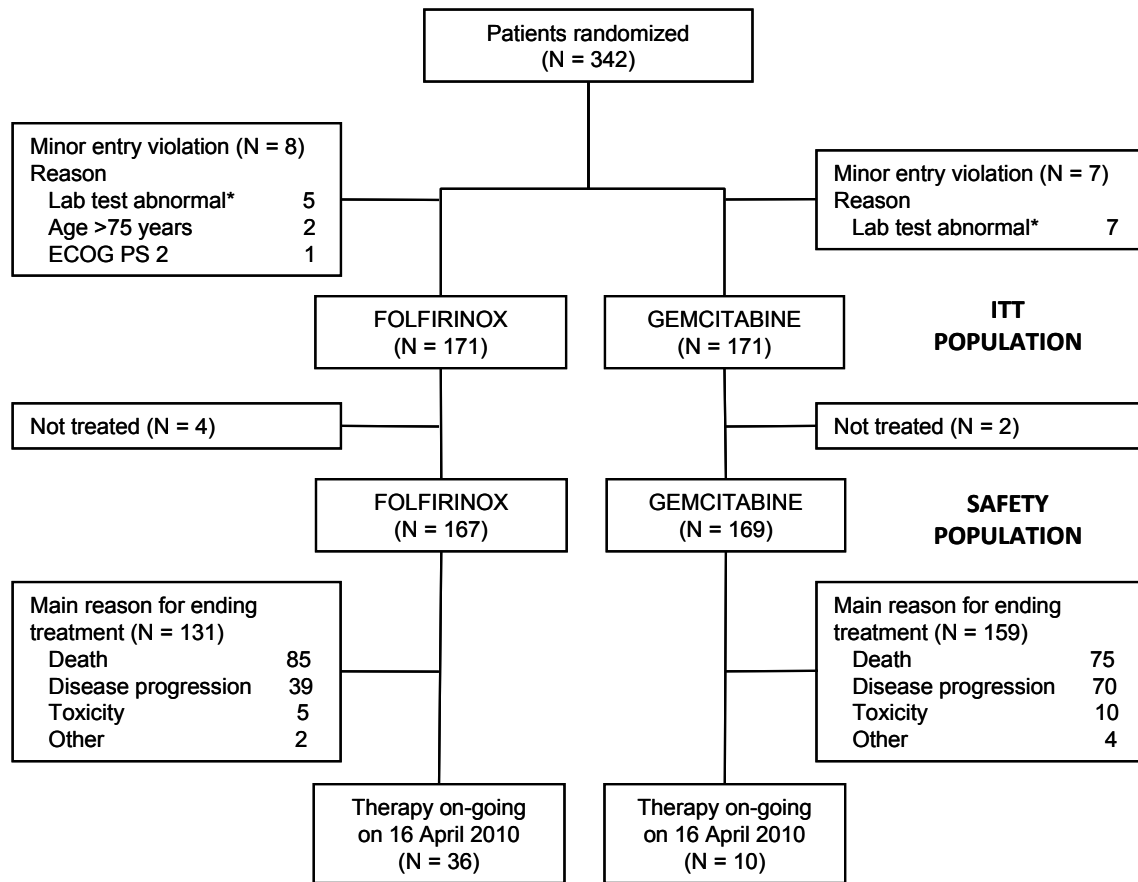 Patients randomized
(N = 342)
Minor entry violation (N = 8)
Reason
Lab test abnormal* 5
Age >75 years 2
ECOG PS 2 1
Minor entry violation (N = 7)
Reason
Lab test abnormal* 7
FOLFIRINOX
(N = 171)
GEMCITABINE
(N = 171)
ITT
POPULATION
Not treated (N = 4)
Not treated (N = 2)
FOLFIRINOX
(N = 167)
GEMCITABINE
(N = 169)
SAFETY
POPULATION
Main reason for ending
treatment (N = 131)
Death 85
Disease progression 39
Toxicity 5
Other 2
Main reason for ending
treatment (N = 159)
Death 75
Disease progression 70
Toxicity 10
Other 4
Therapy on-going
on 16 April 2010
(N = 36)
Therapy on-going
on 16 April 2010
(N = 10)